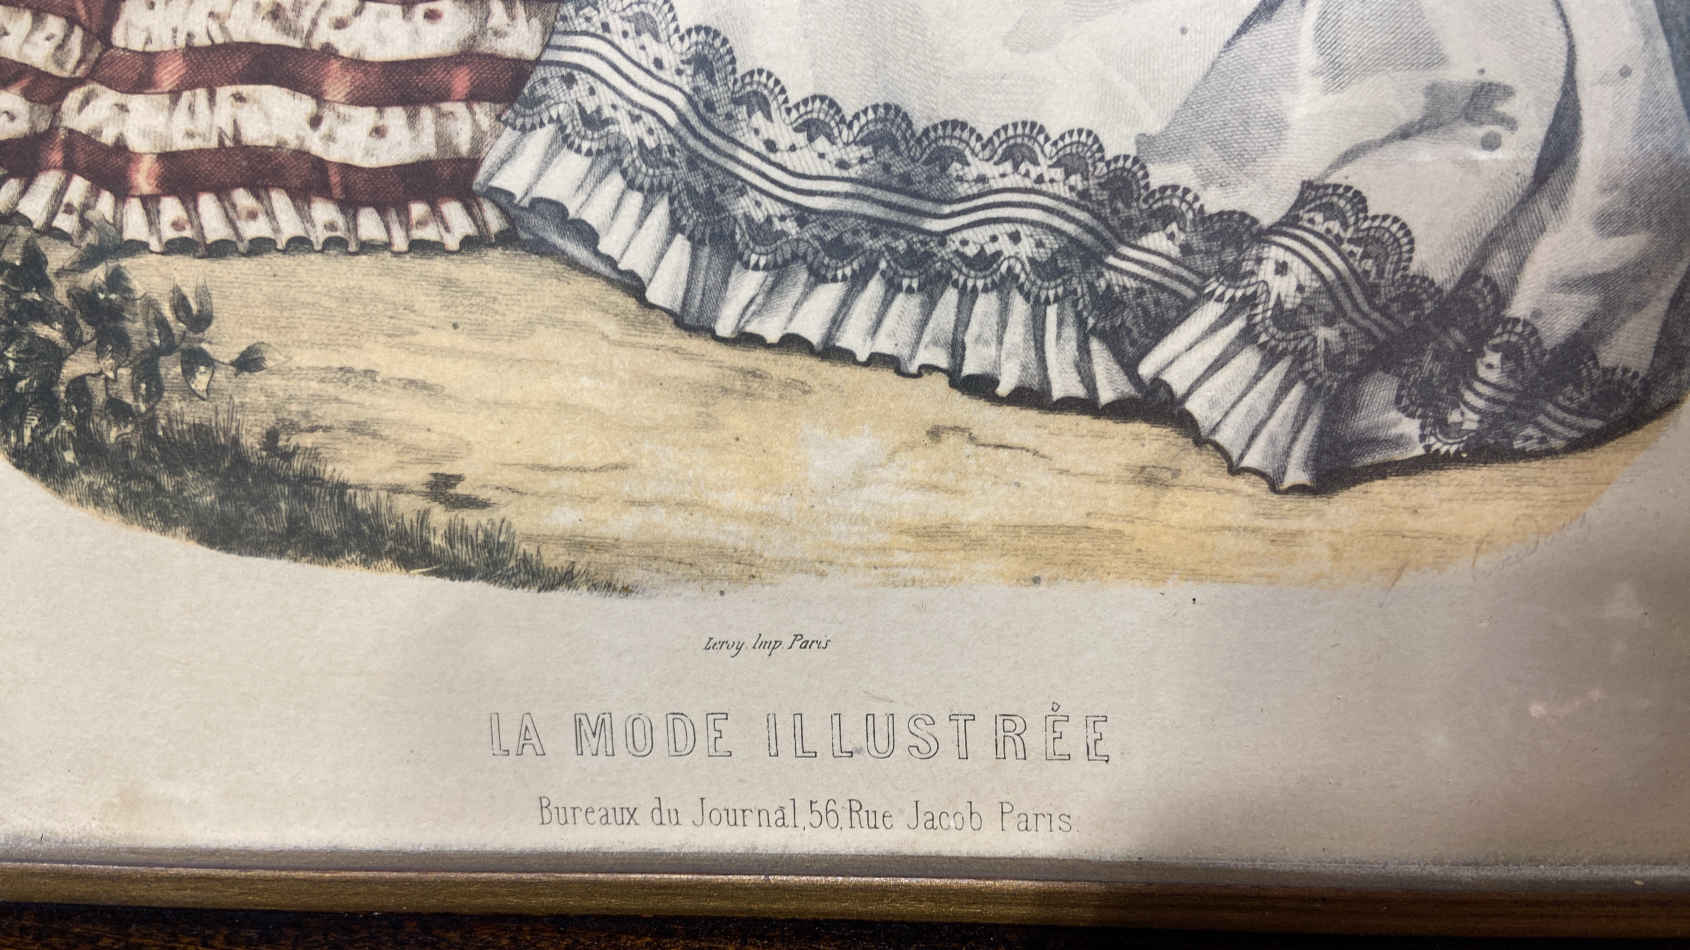 Leroy. Imp. Paris
LA MODE ILLUSTRÉE
Bureaux du Journal, 56, Rue Jacob Paris.